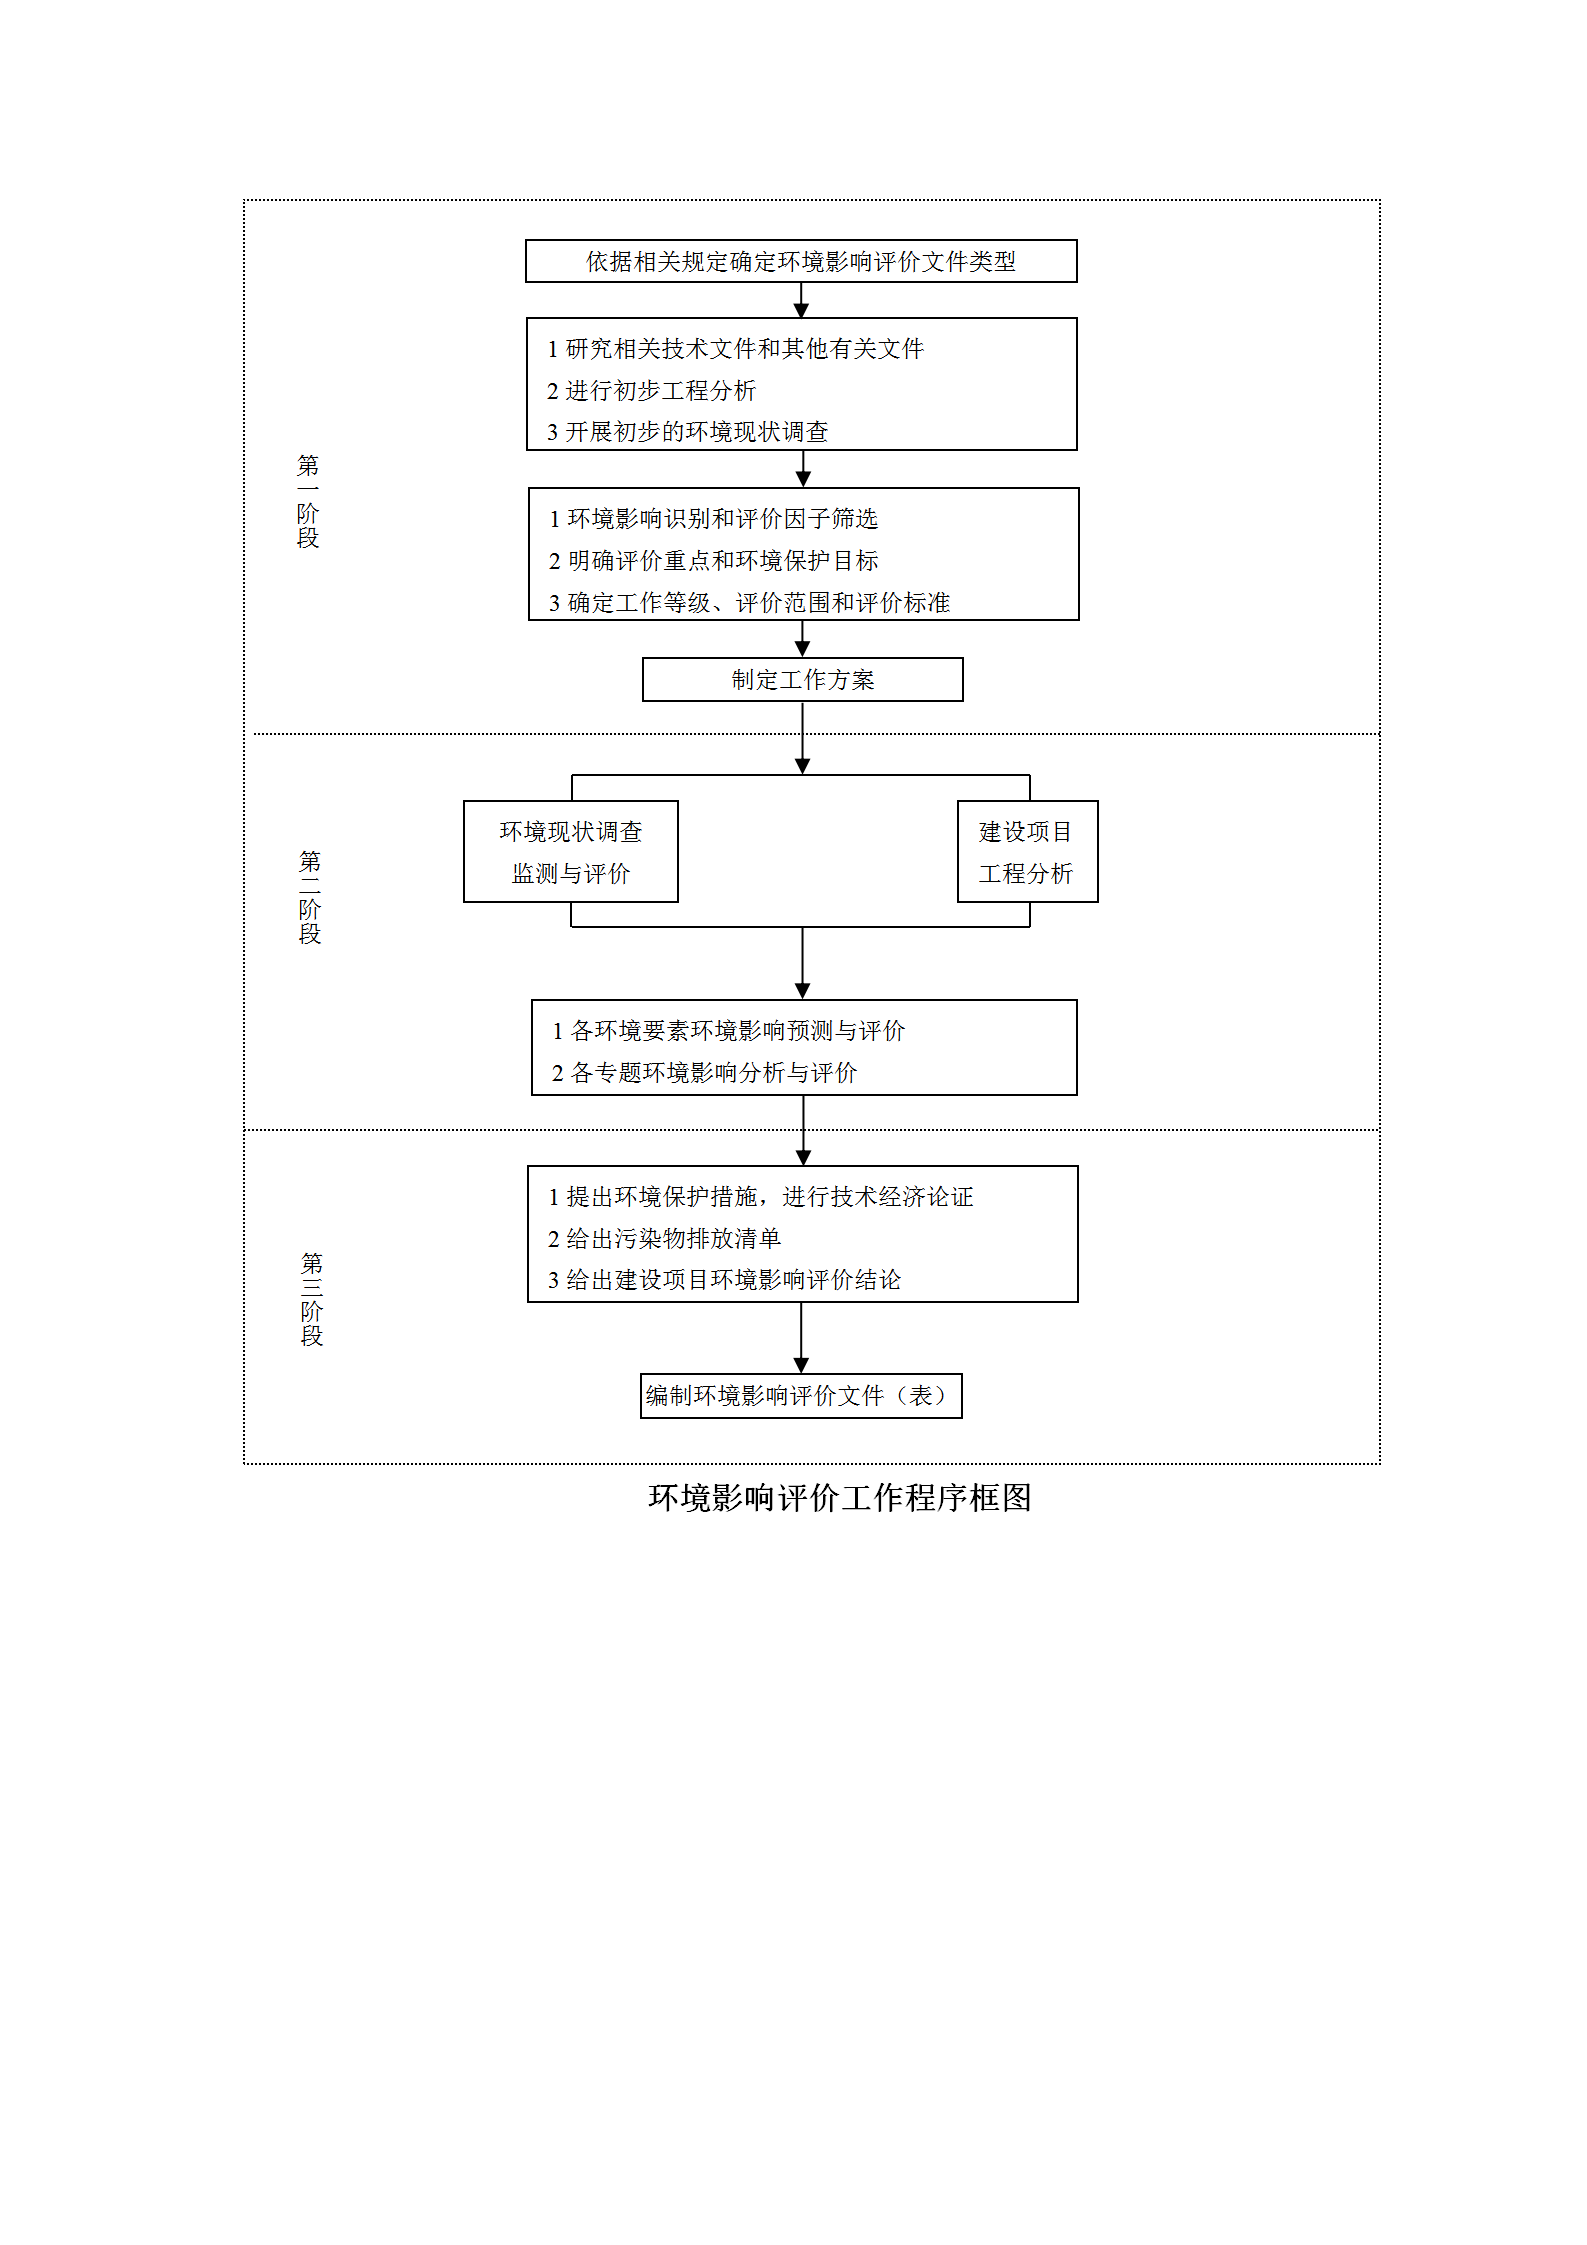 依据相关规定确定环境影响评价文件类型
1 研究相关技术文件和其他有关文件
2 进行初步工程分析
3 开展初步的环境现状调查
第一阶段
1 环境影响识别和评价因子筛选
2 明确评价重点和环境保护目标
3 确定工作等级、评价范围和评价标准
制定工作方案
环境现状调查
监测与评价
建设项目
工程分析
第二阶段
1 各环境要素环境影响预测与评价
2 各专题环境影响分析与评价
1 提出环境保护措施，进行技术经济论证
2 给出污染物排放清单
3 给出建设项目环境影响评价结论
第三阶段
编制环境影响评价文件（表）
环境影响评价工作程序框图